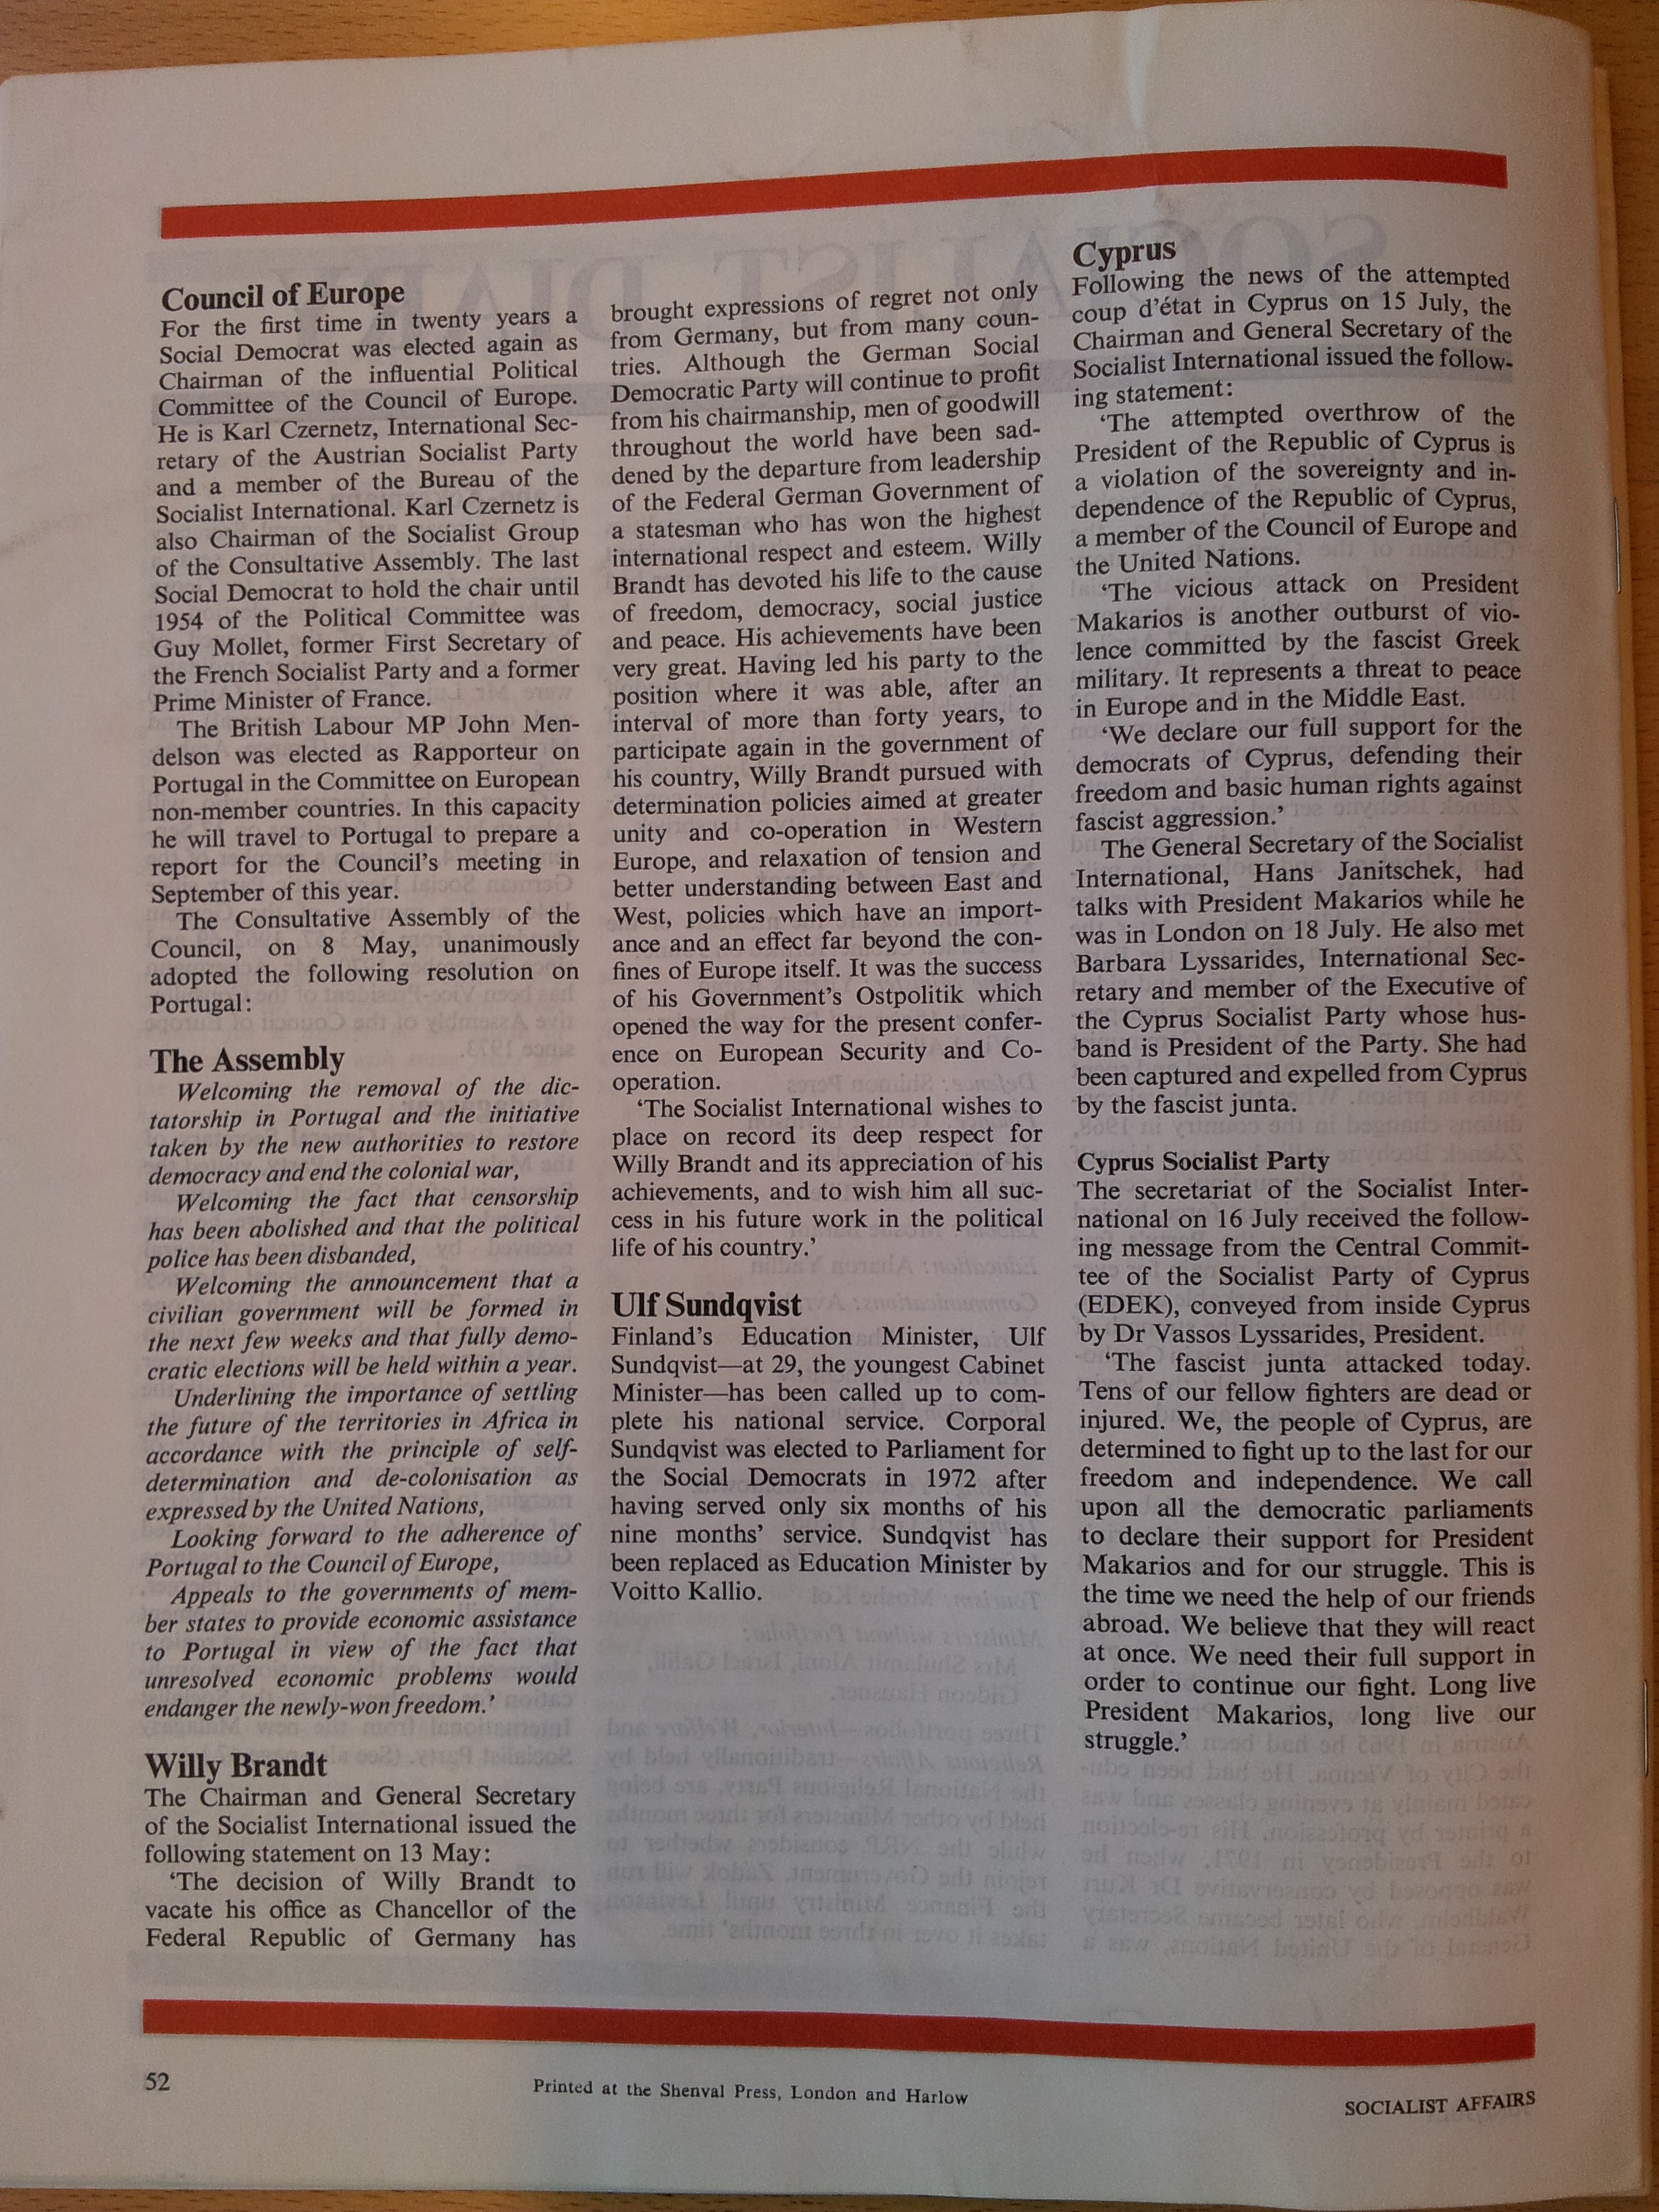 Council of Europe
For the first time in twenty years a
Social Democrat was elected again as
Chairman of the influential Political
Committee of the Council of Europe.
He is Karl Czernetz, International Sec-
retary of the Austrian Socialist Party
and a member of the Bureau of the
Socialist International. Karl Czernetz is
also Chairman of the Socialist Group
of the Consultative Assembly. The last
Social Democrat to hold the chair until
1954 of the Political Committee was
Guy Mollet, former First Secretary of
the French Socialist Party and a former
Prime Minister of France.
The British Labour MP John Men-
delson was elected as Rapporteur on
Portugal in the Committee on European
non-member countries. In this capacity
he will travel to Portugal to prepare a
report for the Council's meeting in
September of this year.
The Consultative Assembly of the
Council, on 8 May, unanimously
adopted the following resolution on
Portugal:
The Assembly
Welcoming the removal of the dic-
tatorship in Portugal and the initiative
taken by the new authorities to restore
democracy and end the colonial war,
Welcoming the fact that censorship
has been abolished and that the political
police has been disbanded,
Welcoming the announcement that a
civilian government will be formed in
the next few weeks and that fully demo-
cratic elections will be held within a year.
Underlining the importance of settling
the future of the territories in Africa in
accordance with the principle of self-
determination and de-colonisation as
expressed by the United Nations,
Looking forward to the adherence of
Portugal to the Council of Europe,
Appeals to the governments of mem-
ber states to provide economic assistance
to Portugal in view of the fact that
unresolved economic problems would
endanger the newly-won freedom.'
Willy Brandt
The Chairman and General Secretary
of the Socialist International issued the
following statement on 13 May:
'The decision of Willy Brandt to
vacate his office as Chancellor of the
Federal Republic of Germany has
brought expressions of regret not only
from Germany, but from many coun-
tries. Although the German Social
Democratic Party will continue to profit
from his chairmanship, men of goodwill
throughout the world have been sad-
dened by the departure from leadership
of the Federal German Government of
a statesman who has won the highest
international respect and esteem. Willy
Brandt has devoted his life to the cause
of freedom, democracy, social justice
and peace. His achievements have been
very great. Having led his party to the
position where it was able, after an
interval of more than forty years, to
participate again in the government of
his country, Willy Brandt pursued with
determination policies aimed at greater
unity and co-operation in Western
Europe, and relaxation of tension and
better understanding between East and
West, policies which have an import-
ance and an effect far beyond the con-
fines of Europe itself. It was the success
of his Government's Ostpolitik which
opened the way for the present confer-
ence on European Security and Co-
operation.
'The Socialist International wishes to
place on record its deep respect for
Willy Brandt and its appreciation of his
achievements, and to wish him all suc-
cess in his future work in the political
life of his country.'
Ulf Sundqvist
Finland's Education Minister, Ulf
Sundqvist—at 29, the youngest Cabinet
Minister—has been called up to com-
plete his national service. Corporal
Sundqvist was elected to Parliament for
the Social Democrats in 1972 after
having served only six months of his
nine months' service. Sundqvist has
been replaced as Education Minister by
Voitto Kallio.
Cyprus
Following the news of the attempted
coup d'état in Cyprus on 15 July, the
Chairman and General Secretary of the
Socialist International issued the follow-
ing statement:
'The attempted overthrow of the
President of the Republic of Cyprus is
a violation of the sovereignty and in-
dependence of the Republic of Cyprus,
a member of the Council of Europe and
the United Nations.
'The vicious attack on President
Makarios is another outburst of vio-
lence committed by the fascist Greek
military. It represents a threat to peace
in Europe and in the Middle East.
'We declare our full support for the
democrats of Cyprus, defending their
freedom and basic human rights against
fascist aggression.'
The General Secretary of the Socialist
International, Hans Janitschek, had
talks with President Makarios while he
was in London on 18 July. He also met
Barbara Lyssarides, International Sec-
retary and member of the Executive of
the Cyprus Socialist Party whose hus-
band is President of the Party. She had
been captured and expelled from Cyprus
by the fascist junta.
Cyprus Socialist Party
The secretariat of the Socialist Inter-
national on 16 July received the follow-
ing message from the Central Commit-
tee of the Socialist Party of Cyprus
(EDEK), conveyed from inside Cyprus
by Dr Vassos Lyssarides, President.
'The fascist junta attacked today.
Tens of our fellow fighters are dead or
injured. We, the people of Cyprus, are
determined to fight up to the last for our
freedom and independence. We call
upon all the democratic parliaments
to declare their support for President
Makarios and for our struggle. This is
the time we need the help of our friends
abroad. We believe that they will react
at once. We need their full support in
order to continue our fight. Long live
President Makarios, long live our
struggle.'
52
Printed at the Shenval Press, London and Harlow
SOCIALIST AFFAIRS